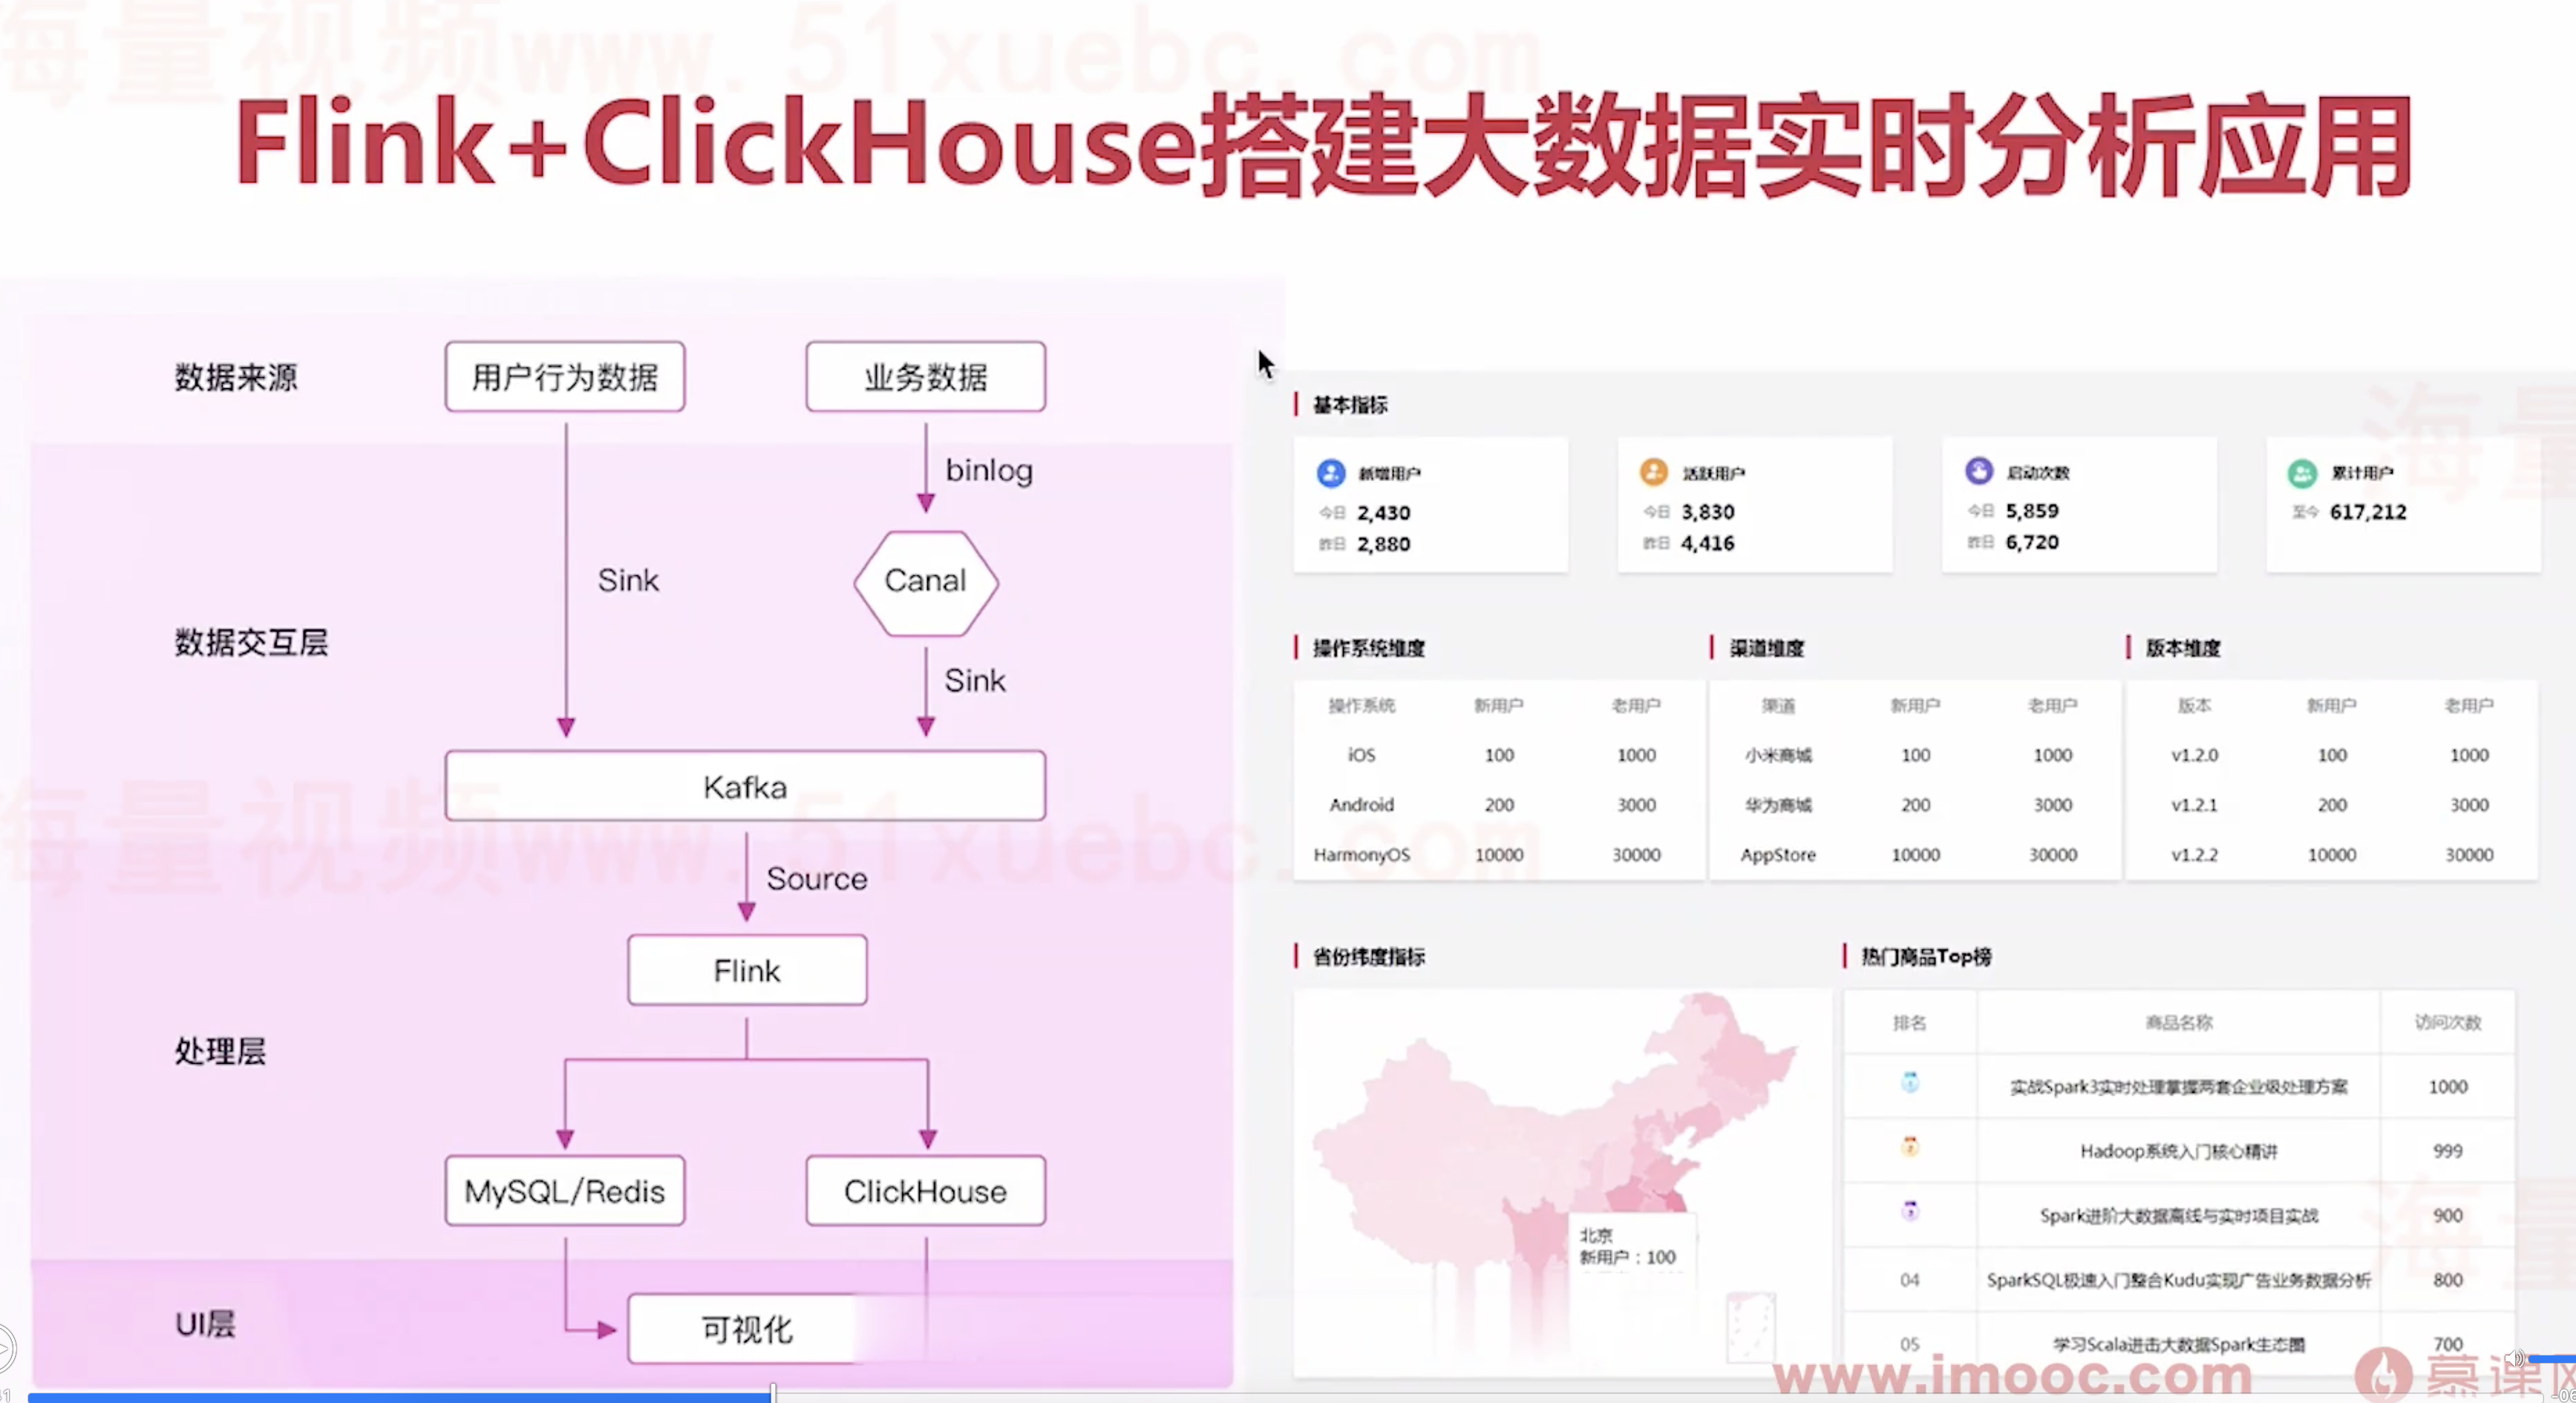 海量视频www.51xuebc.com
Flink+ClickHouse搭建大数据实时分析应用
数据来源
用户行为数据
业务数据
binlog
Canal
Sink
Sink
数据交互层
Kafka
Source
Flink
处理层
MySQL/Redis
ClickHouse
UI层
可视化
海量视频www.51xuebc.com
基本指标
新增用户
今日 2,430
昨日 2,880
活跃用户
今日 3,830
昨日 4,416
启动次数
今日 5,859
昨日 6,720
累计用户
至今 617,212
海量
操作系统维度
操作系统 新用户 老用户
iOS 100 1000
Android 200 3000
HarmonyOS 10000 30000
渠道维度
渠道 新用户 老用户
小米商城 100 1000
华为商城 200 3000
AppStore 10000 30000
版本维度
版本 新用户 老用户
v1.2.0 100 1000
v1.2.1 200 3000
v1.2.2 10000 30000
省份纬度指标
北京
新用户：100
热门商品Top榜
排名 商品名称 访问次数
1 实战Spark3实时处理掌握两套企业级处理方案 1000
2 Hadoop系统入门核心精讲 999
3 Spark进阶大数据离线与实时项目实战 900
04 SparkSQL极速入门整合Kudu实现广告业务数据分析 800
05 学习Scala进击大数据Spark生态圈 700
海量
www.imooc.com
慕课网